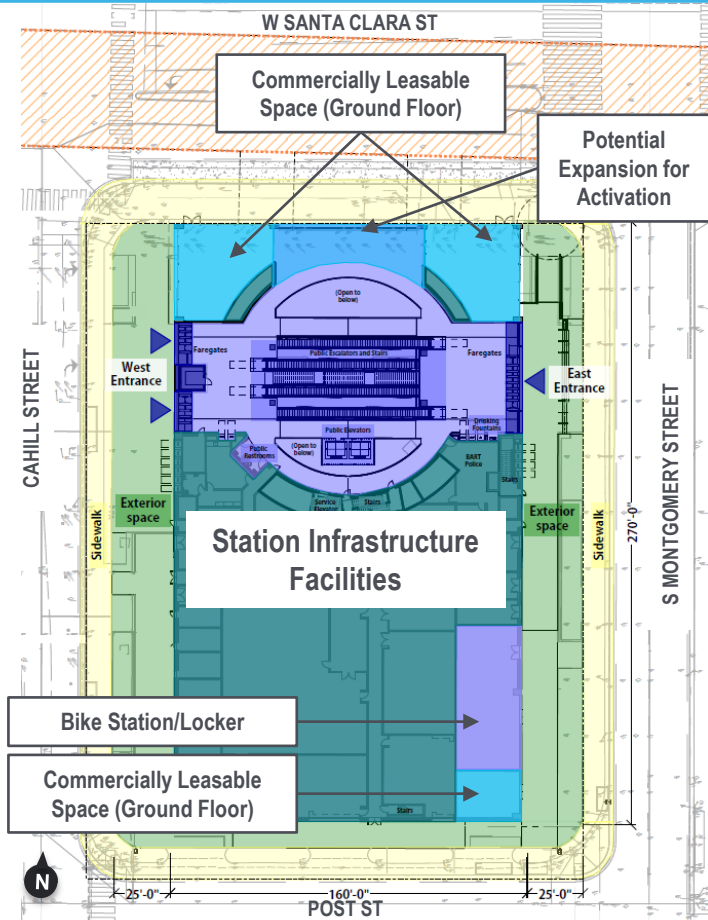 W SANTA CLARA ST
Commercially Leasable
Space (Ground Floor)
Potential
Expansion for
Activation
(Open to
below)
Faregates
Public Escalators and Stairs
Faregates
West
Entrance
East
Entrance
CAHILL STREET
S MONTGOMERY STREET
Drinking
Fountains
Public Elevators
Public
Restrooms
(Open to
below)
BART
Police
Stairs
Service
Elevator
Stairs
Exterior
space
Exterior
space
Sidewalk
Sidewalk
270'-0"
Station Infrastructure
Facilities
Bike Station/Locker
Commercially Leasable
Space (Ground Floor)
Stairs
N
25'-0"
160'-0"
25'-0"
POST ST